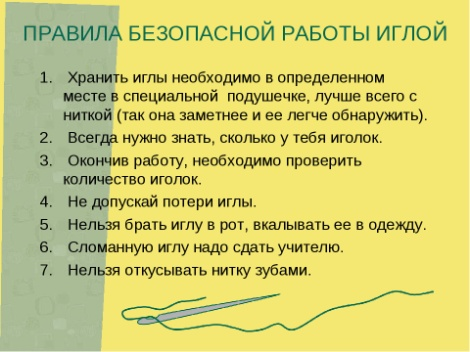 ПРАВИЛА БЕЗОПАСНОЙ РАБОТЫ ИГЛОЙ
1. Хранить иглы необходимо в определенном
месте в специальной подушечке, лучше всего с
ниткой (так она заметнее и ее легче обнаружить).
2. Всегда нужно знать, сколько у тебя иголок.
3. Окончив работу, необходимо проверить
количество иголок.
4. Не допускай потери иглы.
5. Нельзя брать иглу в рот, вкалывать ее в одежду.
6. Сломанную иглу надо сдать учителю.
7. Нельзя откусывать нитку зубами.